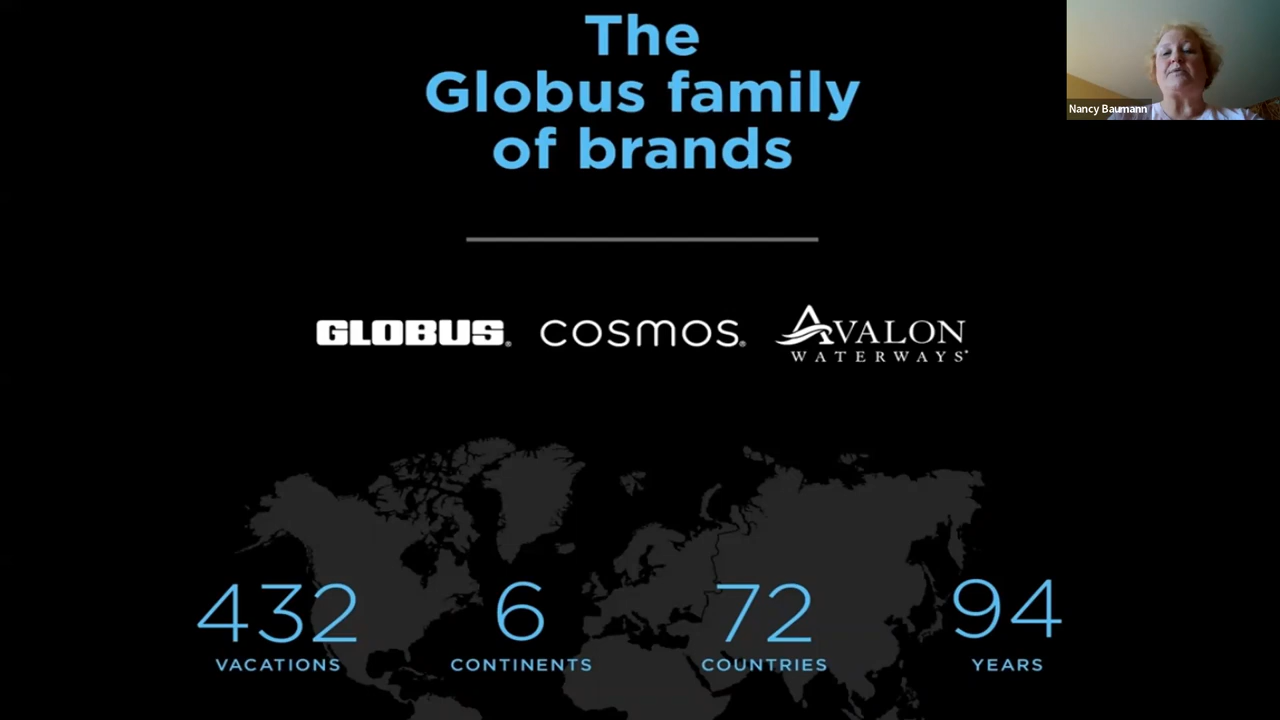 The
Globus family
of brands
Nancy Baumann
GLOBUS®
COSMOS®
AVALON
WATERWAYS®
432
VACATIONS
6
CONTINENTS
72
COUNTRIES
94
YEARS